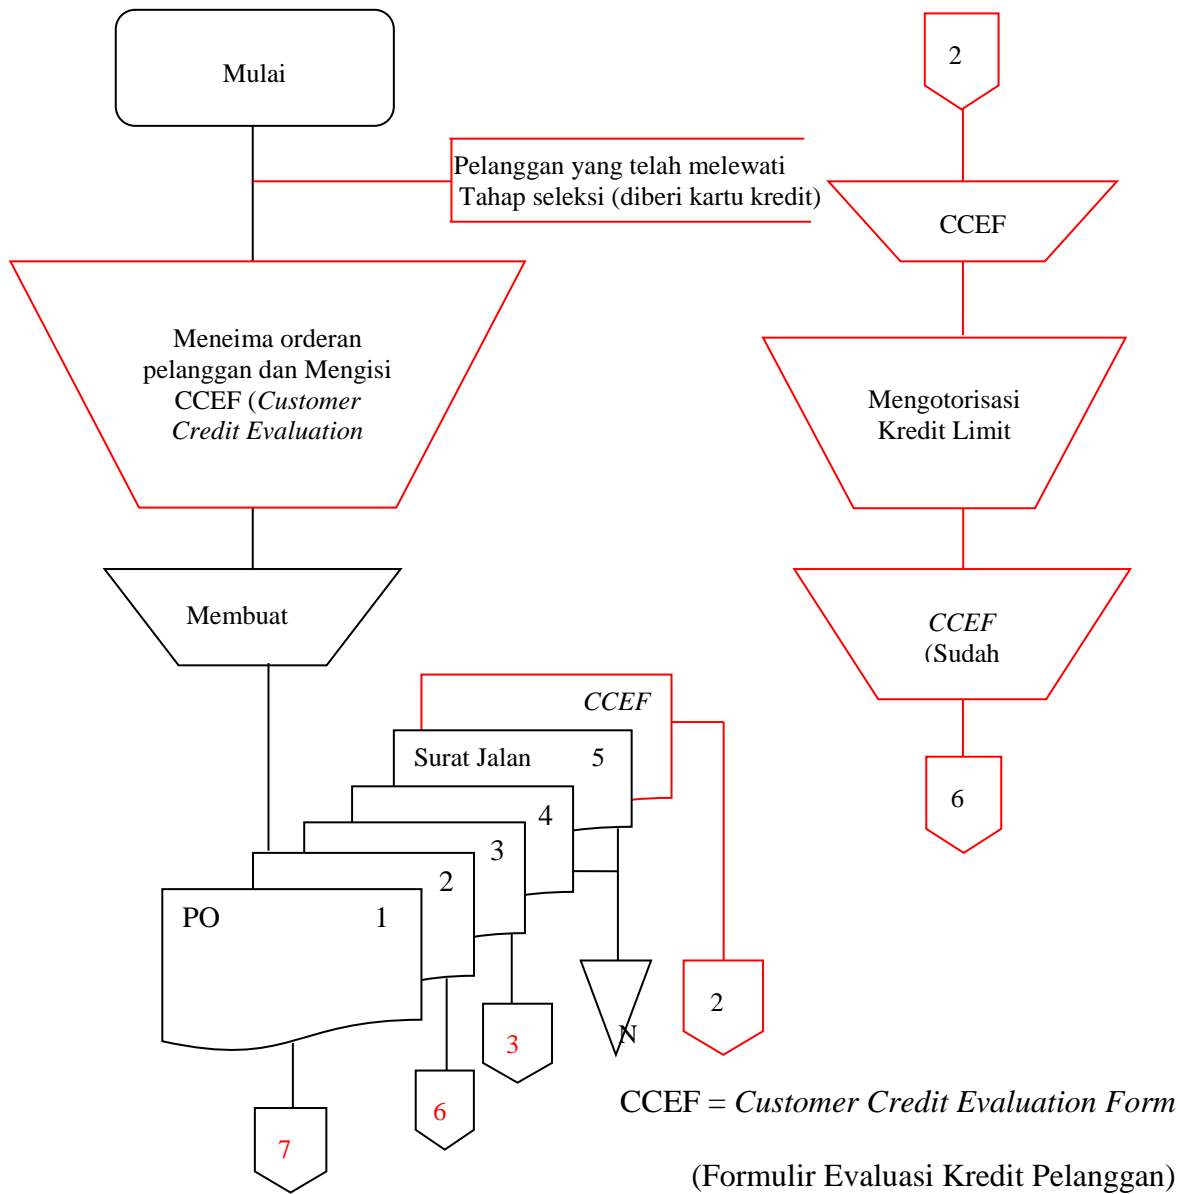 Mulai
Pelanggan yang telah melewati
Tahap seleksi (diberi kartu kredit)
Meneima orderan
pelanggan dan Mengisi
CCEF (Customer
Credit Evaluation
Membuat
CCEF
Surat Jalan 5
4
3
2
PO 1
7
6
3
N
2
2
CCEF
Mengotorisasi
Kredit Limit
CCEF
(Sudah
6
CCEF = Customer Credit Evaluation Form
(Formulir Evaluasi Kredit Pelanggan)